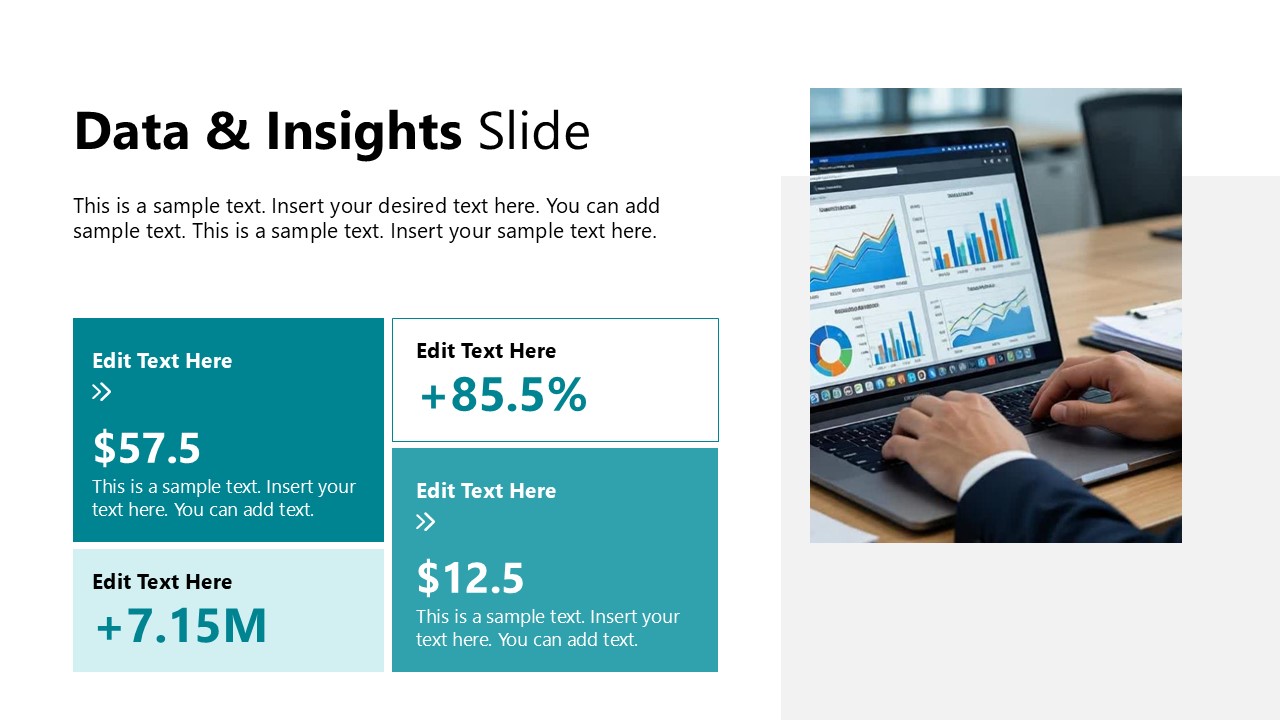 Data & Insights Slide
This is a sample text. Insert your desired text here. You can add
sample text. This is a sample text. Insert your sample text here.
Edit Text Here
$57.5
This is a sample text. Insert your
text here. You can add text.
Edit Text Here
+7.15M
Edit Text Here
+85.5%
Edit Text Here
$12.5
This is a sample text. Insert your
text here. You can add text.